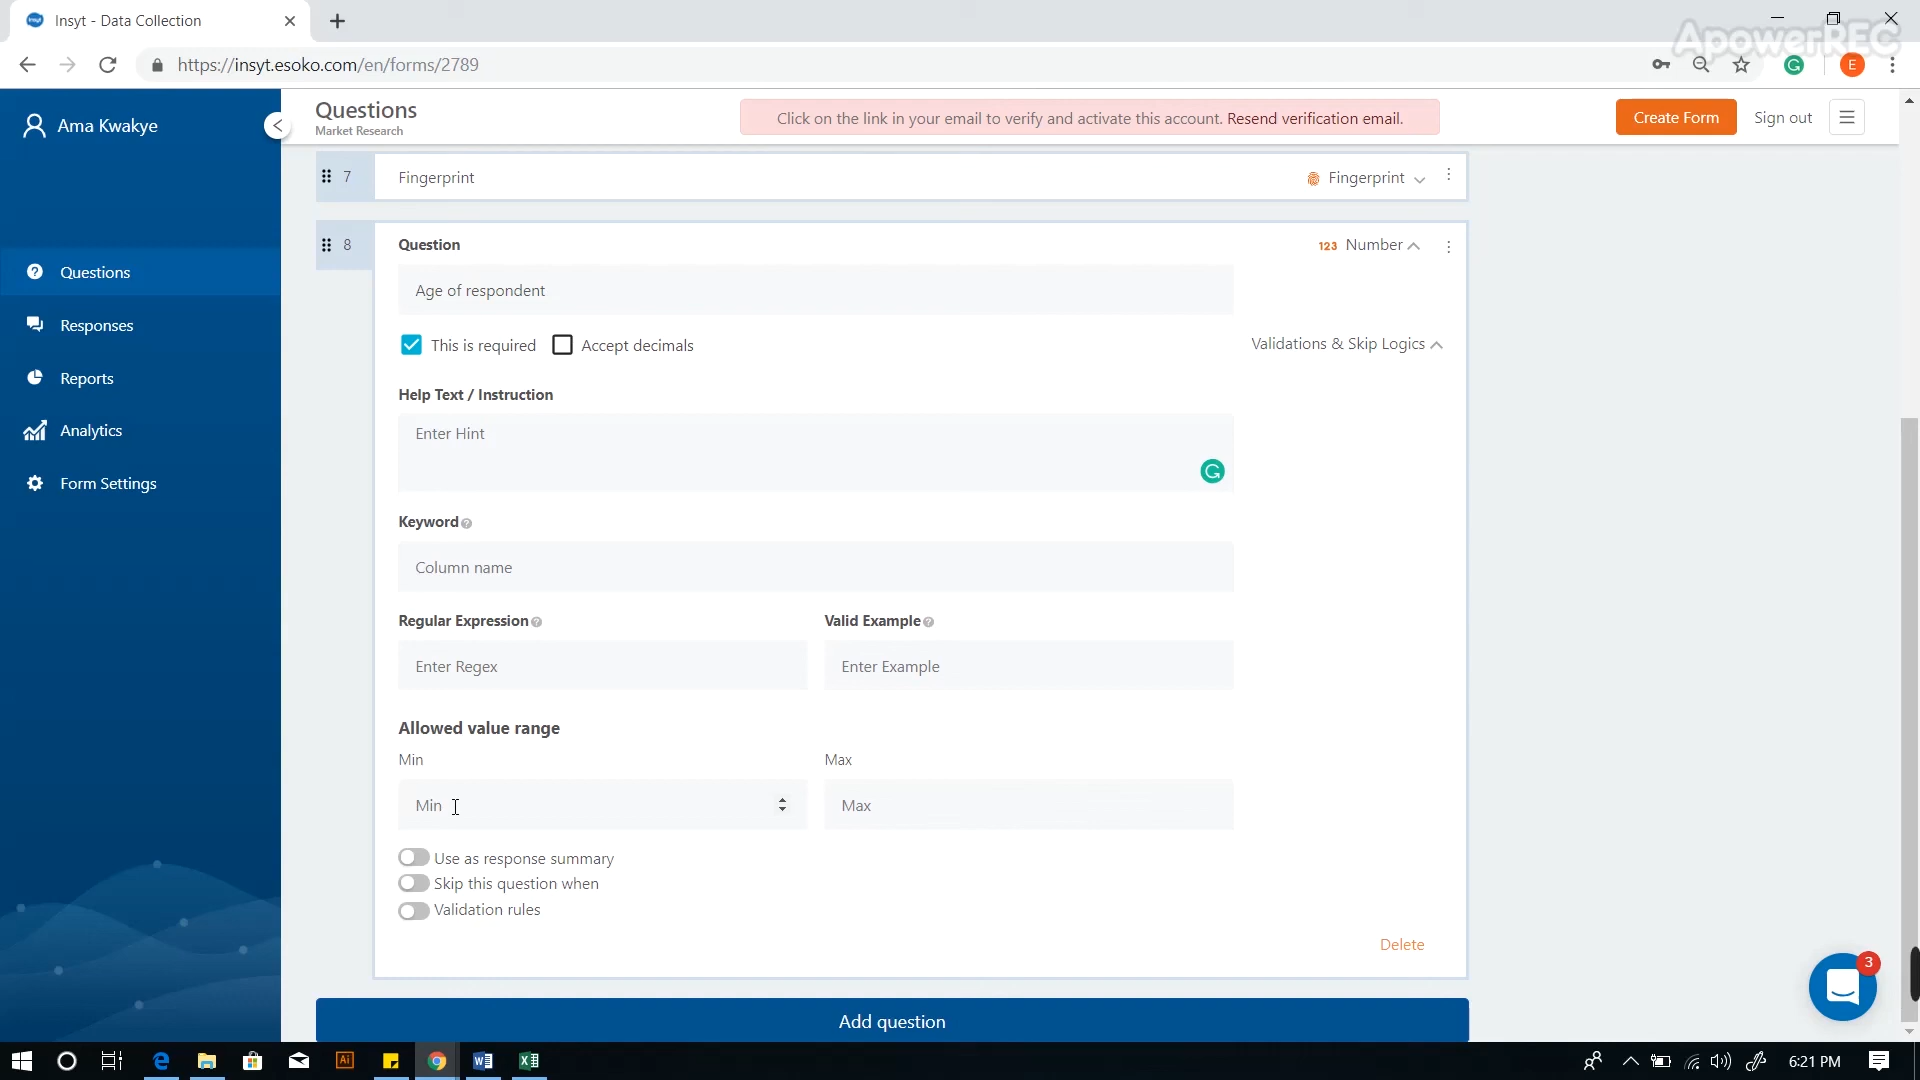 Insyt - Data Collection
ApowerREC
https://insyt.esoko.com/en/forms/2789
E
Ama Kwakye
Questions
Market Research
Click on the link in your email to verify and activate this account. Resend verification email.
Create Form
Sign out
7
Fingerprint
Fingerprint
8
Question
123 Number
Age of respondent
This is required
Accept decimals
Validations & Skip Logics
Help Text / Instruction
Enter Hint
Keyword
Column name
Regular Expression
Valid Example
Enter Regex
Enter Example
Allowed value range
Min
Max
Min
Max
Use as response summary
Skip this question when
Validation rules
Delete
Add question
Questions
Responses
Reports
Analytics
Form Settings
3
Ai
6:21 PM